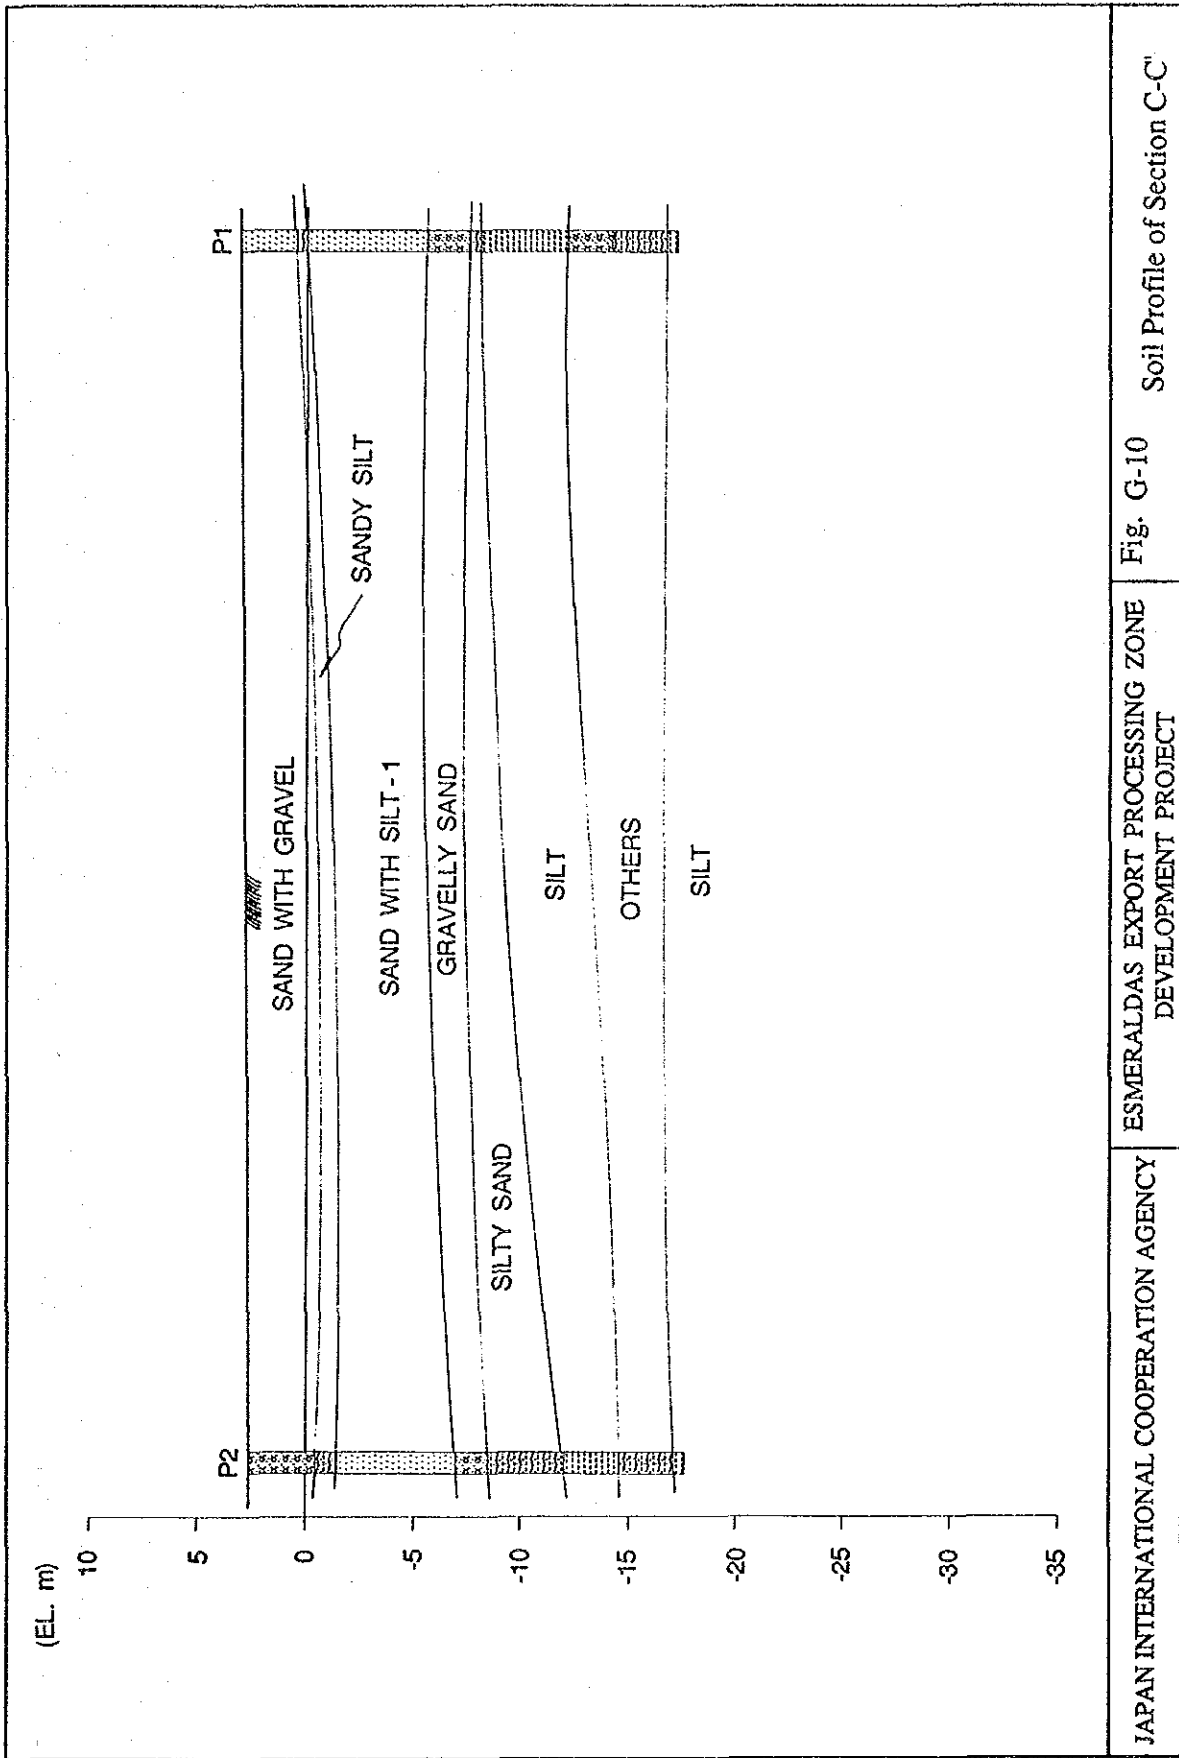 (EL. m)
10
5
0
-5
-10
-15
-20
-25
-30
-35
P2
P1
SAND WITH GRAVEL
SANDY SILT
SAND WITH SILT - 1
GRAVELLY SAND
SILTY SAND
SILT
OTHERS
SILT
JAPAN INTERNATIONAL COOPERATION AGENCY
ESMERALDAS EXPORT PROCESSING ZONE
DEVELOPMENT PROJECT
Fig. G-10 Soil Profile of Section C-C'